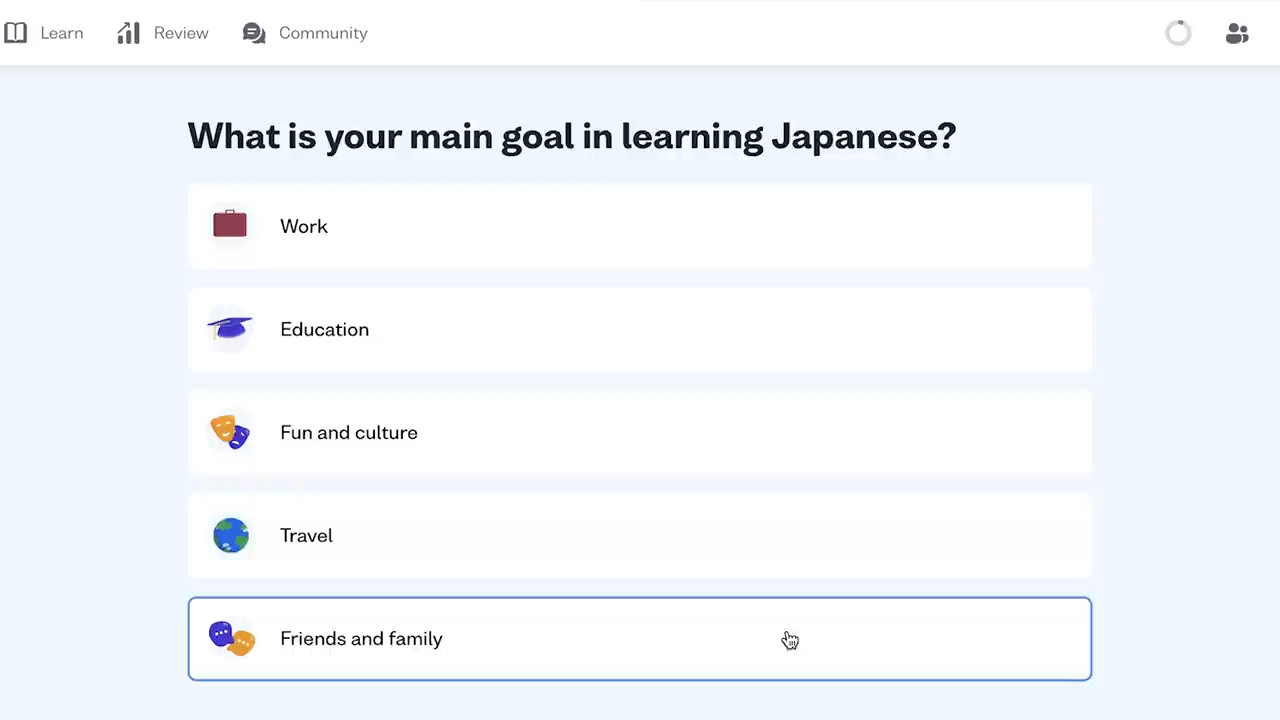 Learn
Review
Community
What is your main goal in learning Japanese?
Work
Education
Fun and culture
Travel
Friends and family